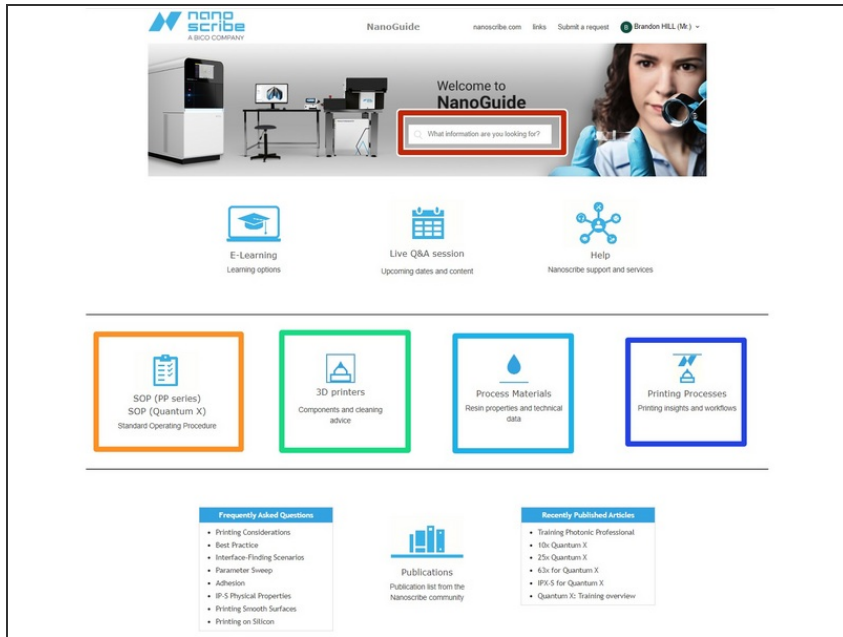 nano
scribe
A BICO COMPANY
NanoGuide
nanoscribe.com links Submit a request B Brandon HILL (Mr.)
Welcome to
NanoGuide
What information are you looking for?
E-Learning
Learning options
Live Q&A session
Upcoming dates and content
Help
Nanoscribe support and services
SOP (PP series)
SOP (Quantum X)
Standard Operating Procedure
3D printers
Components and cleaning
advice
Process Materials
Resin properties and technical
data
Printing Processes
Printing insights and workflows
Frequently Asked Questions
• Printing Considerations
• Best Practice
• Interface-Finding Scenarios
• Parameter Sweep
• Adhesion
• IP-S Physical Properties
• Printing Smooth Surfaces
• Printing on Silicon
Publications
Publication list from the
Nanoscribe community
Recently Published Articles
• Training Photonic Professional
• 10x Quantum X
• 25x Quantum X
• 63x for Quantum X
• IPX-S for Quantum X
• Quantum X: Training overview